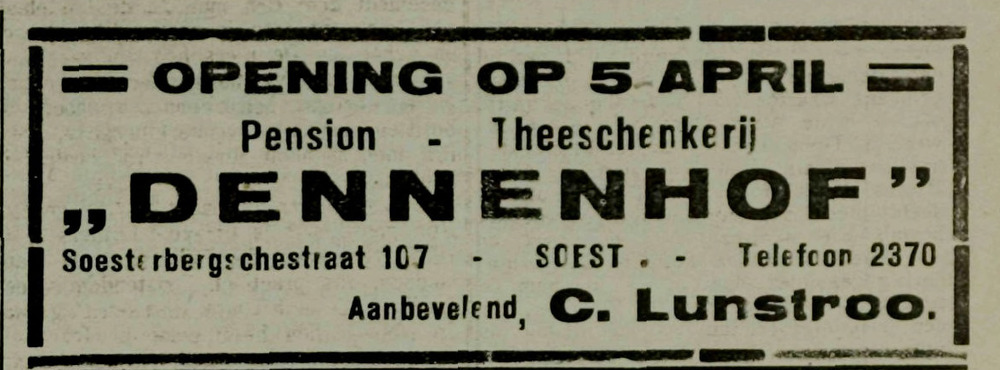 OPENING OP 5 APRIL
Pension - Theeschenkerij
„DENNENHOF”
Soesterbergschestraat 107 - SOEST. - Telefoon 2370
Aanbevelend, C. Lunstroo.